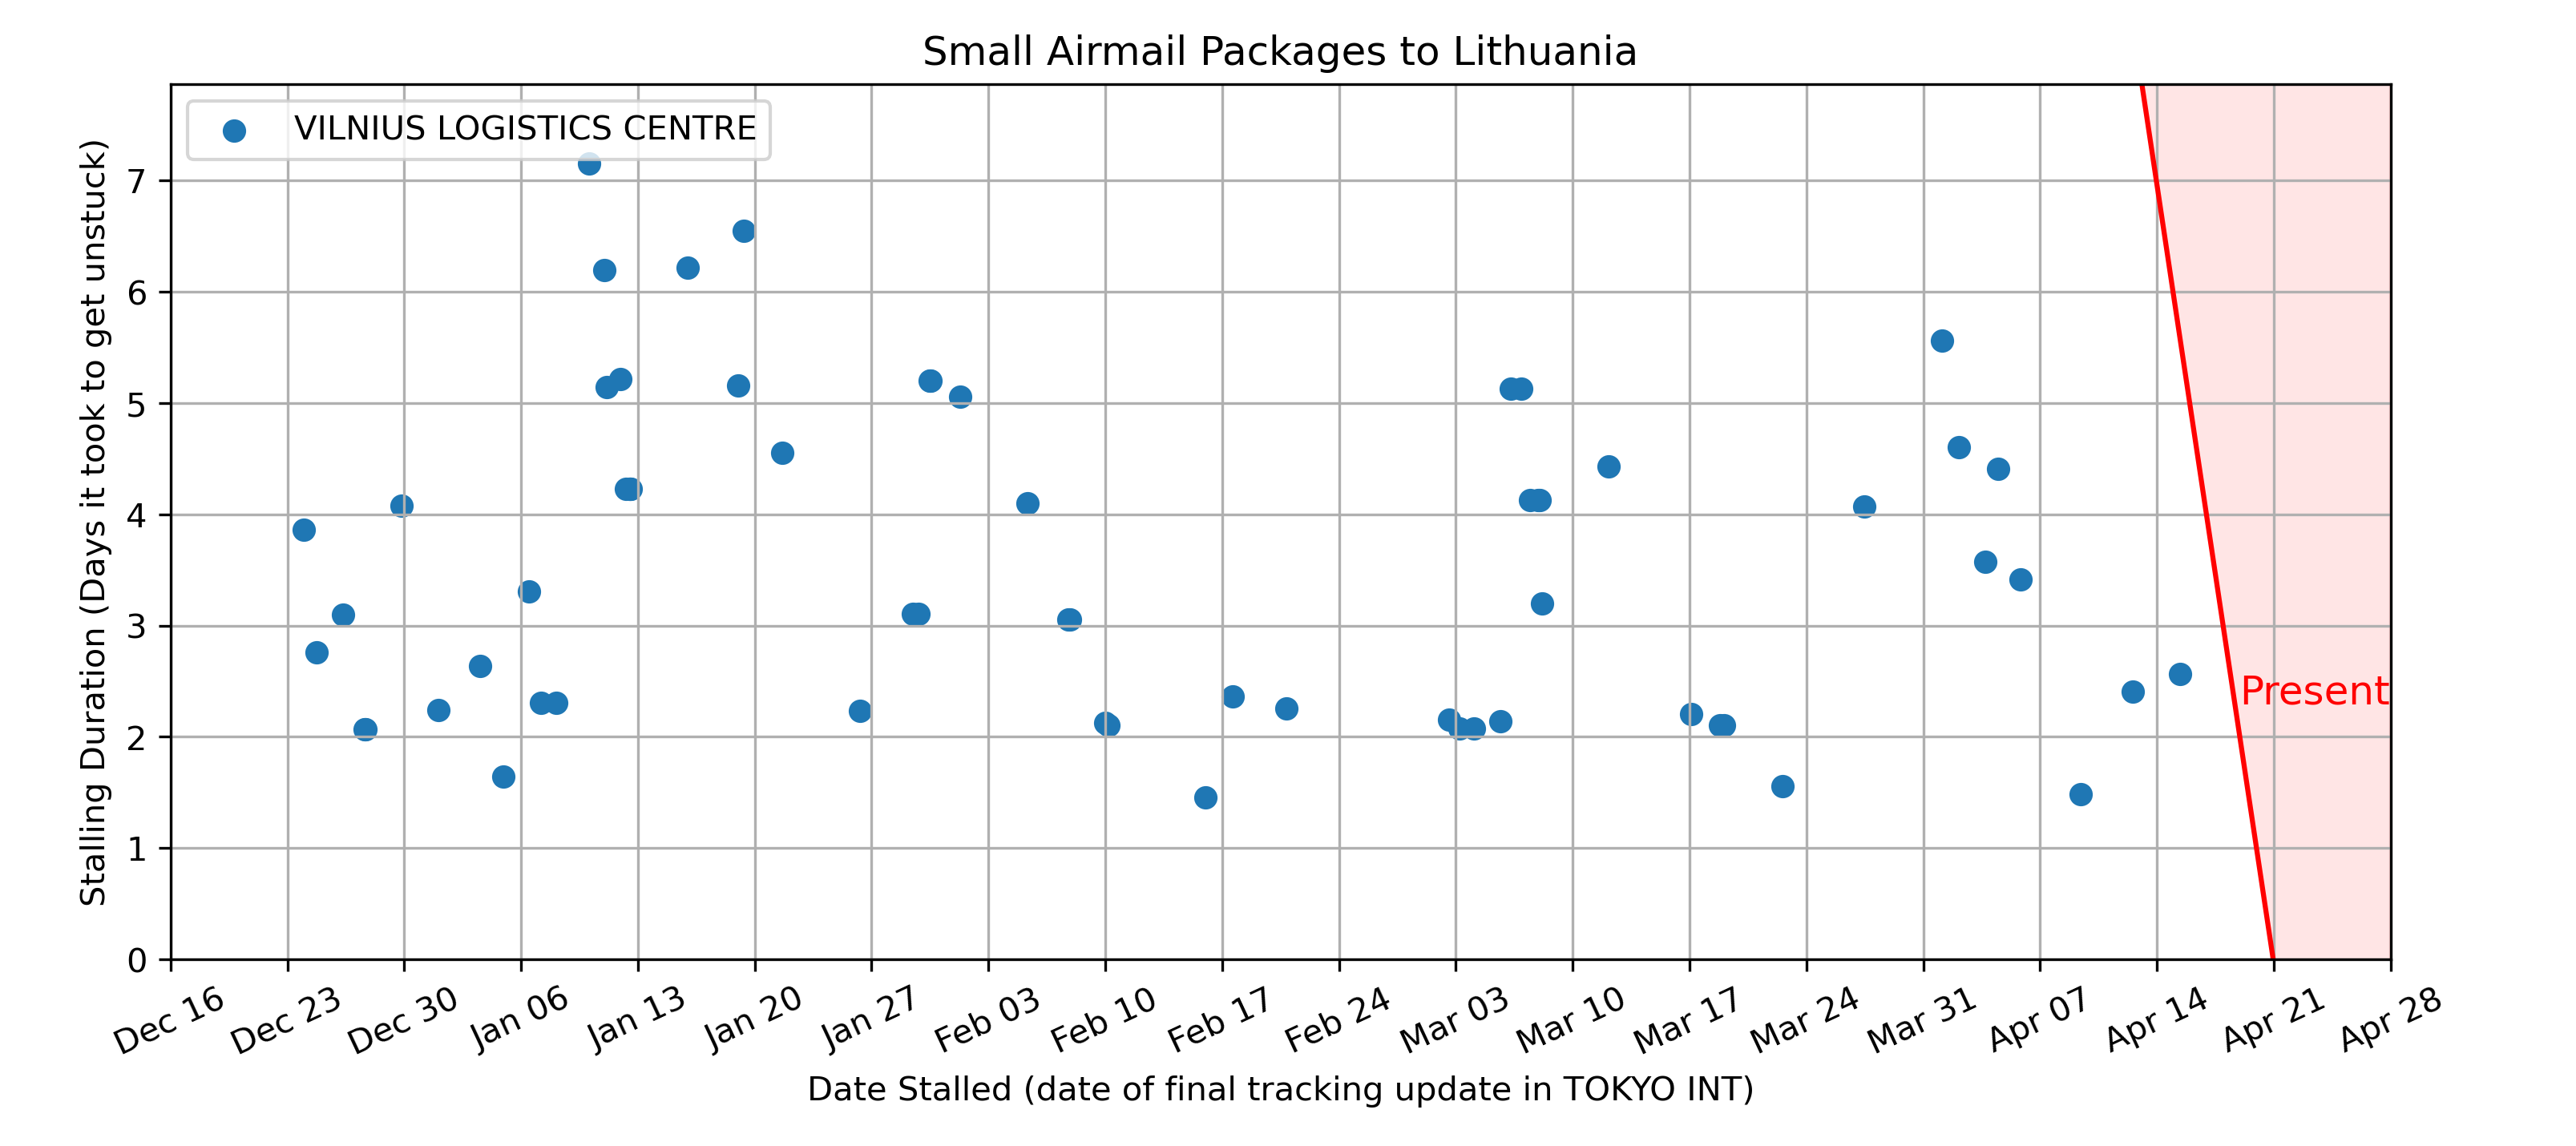 Small Airmail Packages to Lithuania
VILNIUS LOGISTICS CENTRE
Stalling Duration (Days it took to get unstuck)
7
6
5
4
3
2
1
0
Present
Dec 16
Dec 23
Dec 30
Jan 06
Jan 13
Jan 20
Jan 27
Feb 03
Feb 10
Feb 17
Feb 24
Mar 03
Mar 10
Mar 17
Mar 24
Mar 31
Apr 07
Apr 14
Apr 21
Apr 28
Date Stalled (date of final tracking update in TOKYO INT)